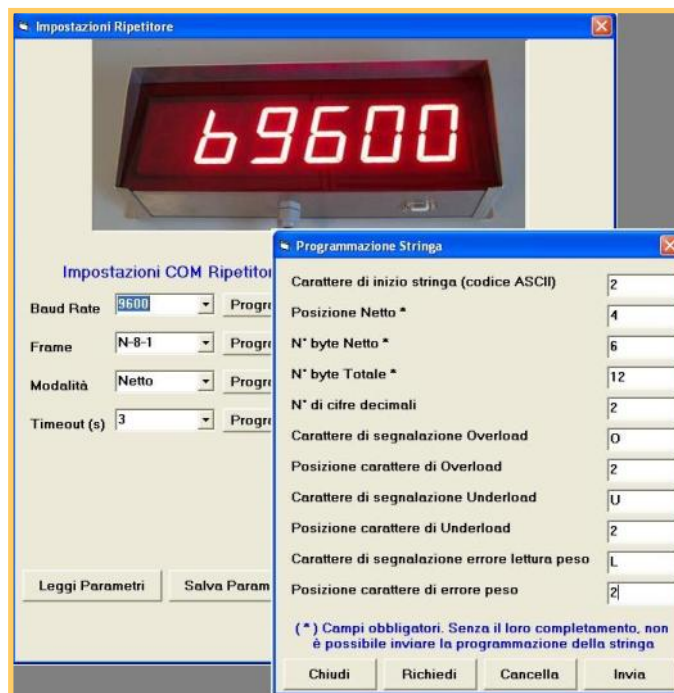 Impostazioni Ripetitore
b9600
Programmazione Stringa
Impostazioni COM Ripetitor
Baud Rate 9600 Progr
Frame N-8-1 Progr
Modalità Netto Progr
Timeout (s) 3 Progr
Leggi Parametri Salva Param
Carattere di inizio stringa (codice ASCII) 2
Posizione Netto * 4
N° byte Netto * 6
N° byte Totale * 12
N° di cifre decimali 2
Carattere di segnalazione Overload O
Posizione carattere di Overload 2
Carattere di segnalazione Underload U
Posizione carattere di Underload 2
Carattere di segnalazione errore lettura peso L
Posizione carattere di errore peso 2
( * ) Campi obbligatori. Senza il loro completamento, non
è possibile inviare la programmazione della stringa
Chiudi Richiedi Cancella Invia